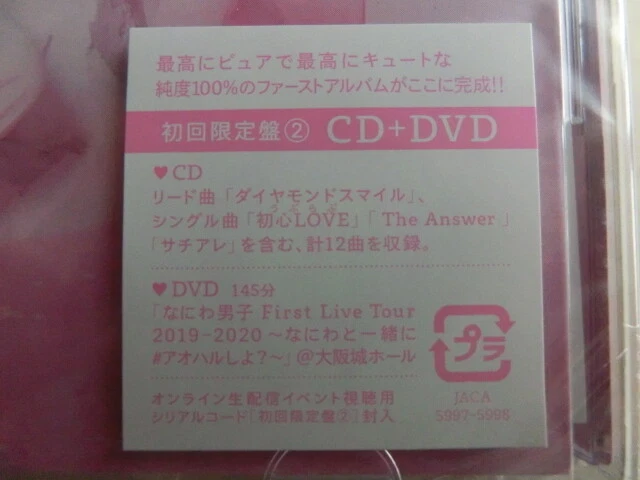 最高にピュアで最高にキュートな
純度100%のファーストアルバムがここに完成!!
初回限定盤② CD+DVD
♥CD
リード曲「ダイヤモンドスマイル」、
うぶらぶ
シングル曲「初心LOVE」「The Answer」
「サチアレ」を含む、計12曲を収録。
♥DVD 145分
「なにわ男子 First Live Tour
2019-2020 〜なにわと一緒に
#アオハルしよ?〜」@大阪城ホール
プラ
オンライン生配信イベント視聴用
シリアルコード[初回限定盤②]封入
JACA
5997-5998